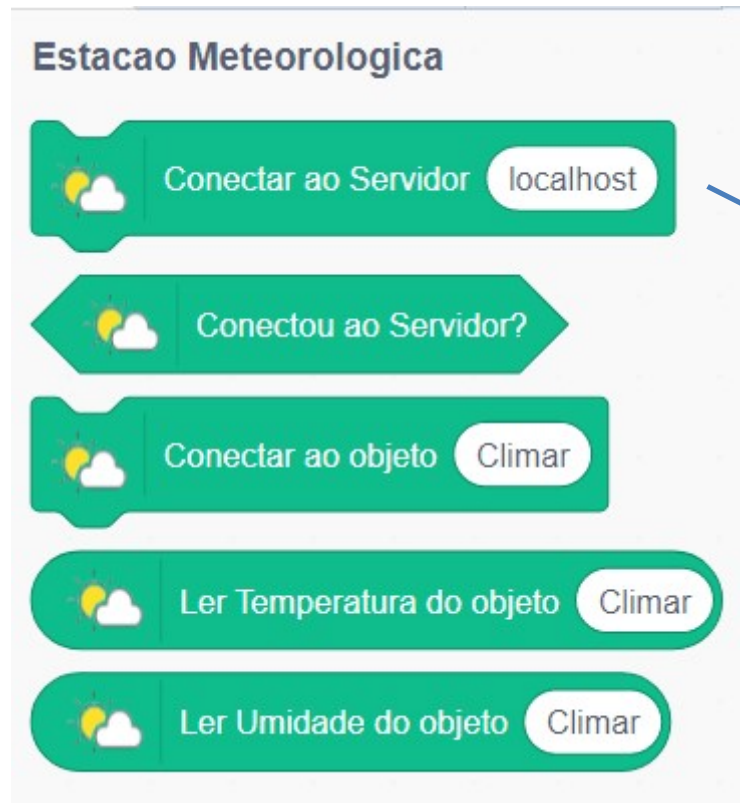 Estacao Meteorologica
Conectar ao Servidor localhost
Conectou ao Servidor?
Conectar ao objeto Climar
Ler Temperatura do objeto Climar
Ler Umidade do objeto Climar